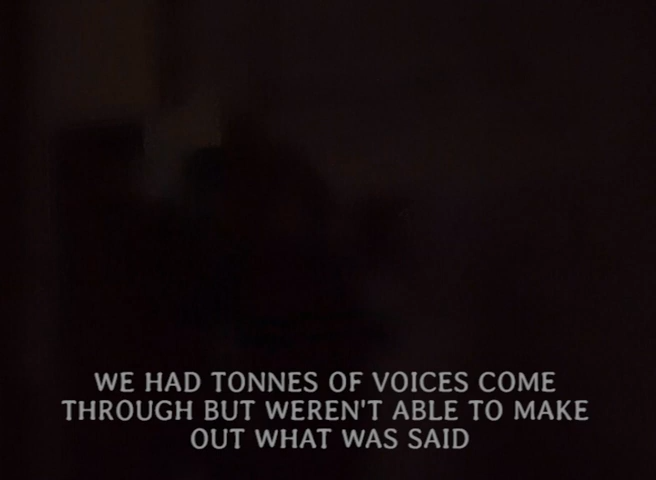 WE HAD TONNES OF VOICES COME
THROUGH BUT WEREN'T ABLE TO MAKE
OUT WHAT WAS SAID